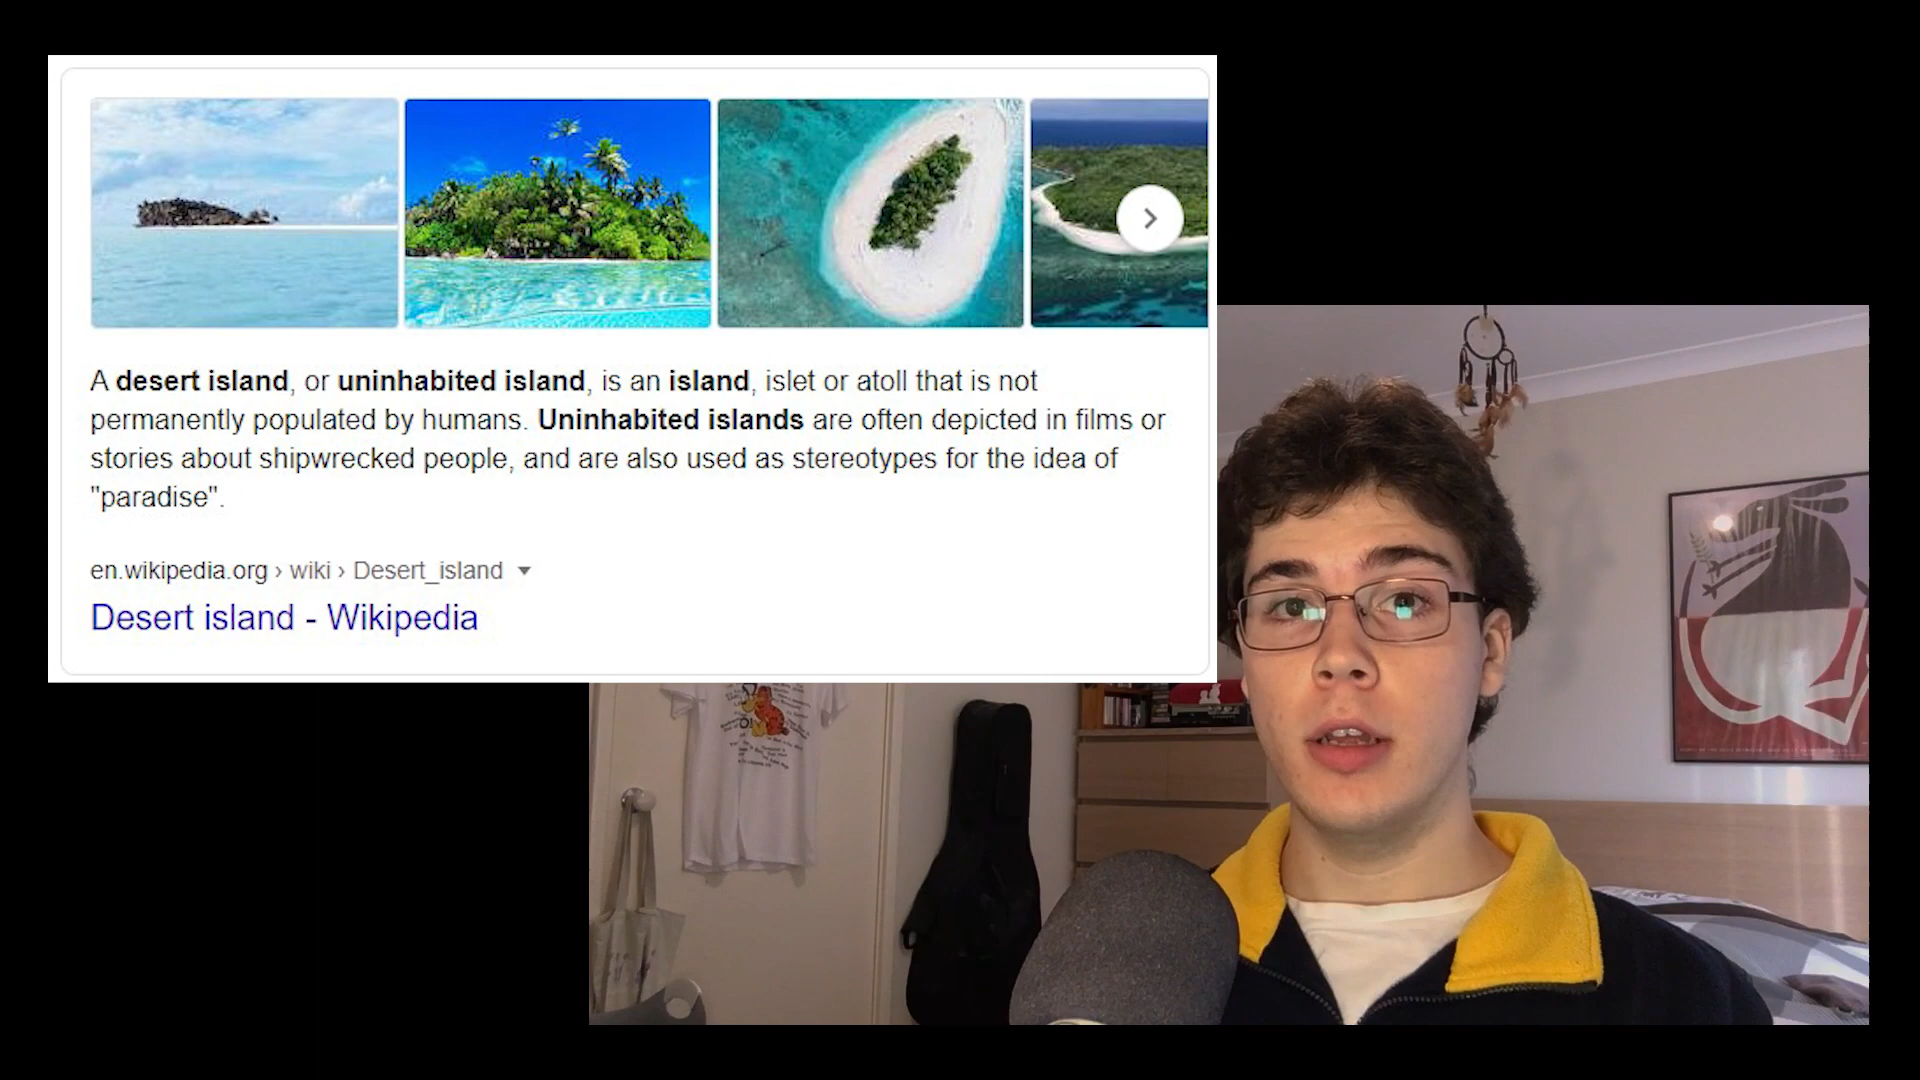 A desert island, or uninhabited island, is an island, islet or atoll that is not
permanently populated by humans. Uninhabited islands are often depicted in films or
stories about shipwrecked people, and are also used as stereotypes for the idea of
"paradise".
en.wikipedia.org › wiki › Desert_island
Desert island - Wikipedia